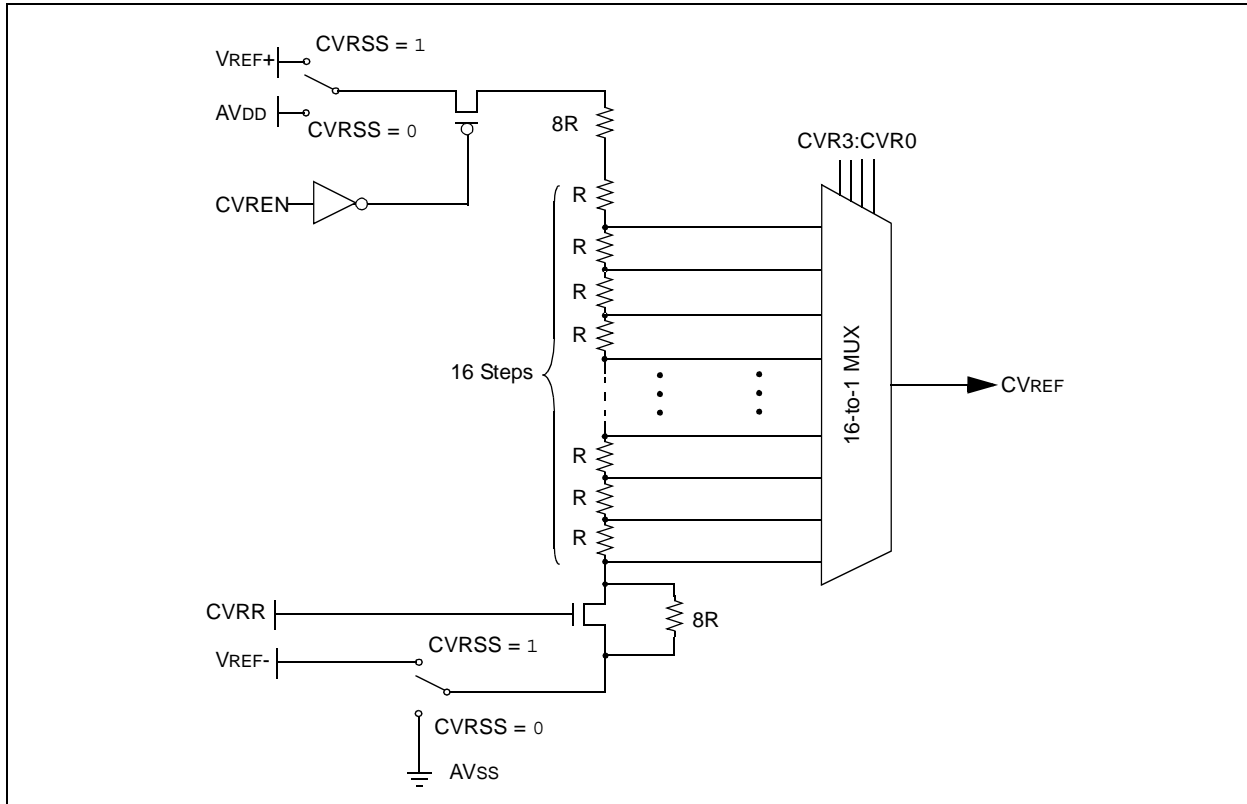 CVRSS = 1
VREF+
AVDD
CVRSS = 0
8R
CVR3:CVR0
CVREN
R
R
R
R
16 Steps
16-to-1 MUX
CVREF
R
R
R
CVRR
8R
CVRSS = 1
VREF-
CVRSS = 0
AVSS